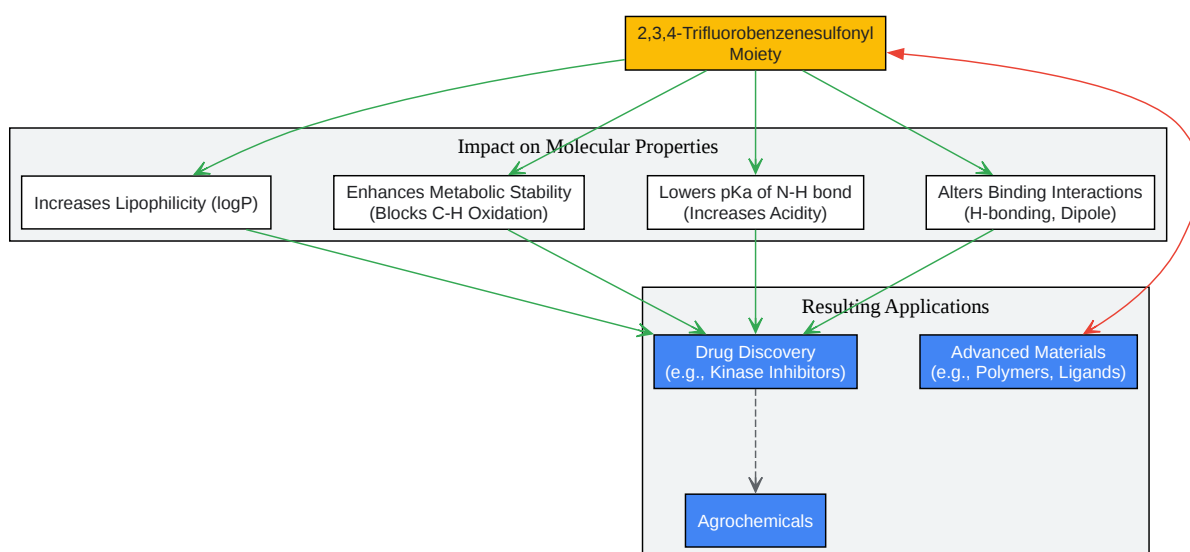 2,3,4-Trifluorobenzenesulfonyl
Moiety
Impact on Molecular Properties
Increases Lipophilicity (logP)
Enhances Metabolic Stability
(Blocks C-H Oxidation)
Lowers pKa of N-H bond
(Increases Acidity)
Alters Binding Interactions
(H-bonding, Dipole)
Resulting Applications
Drug Discovery
(e.g., Kinase Inhibitors)
Advanced Materials
(e.g., Polymers, Ligands)
Agrochemicals